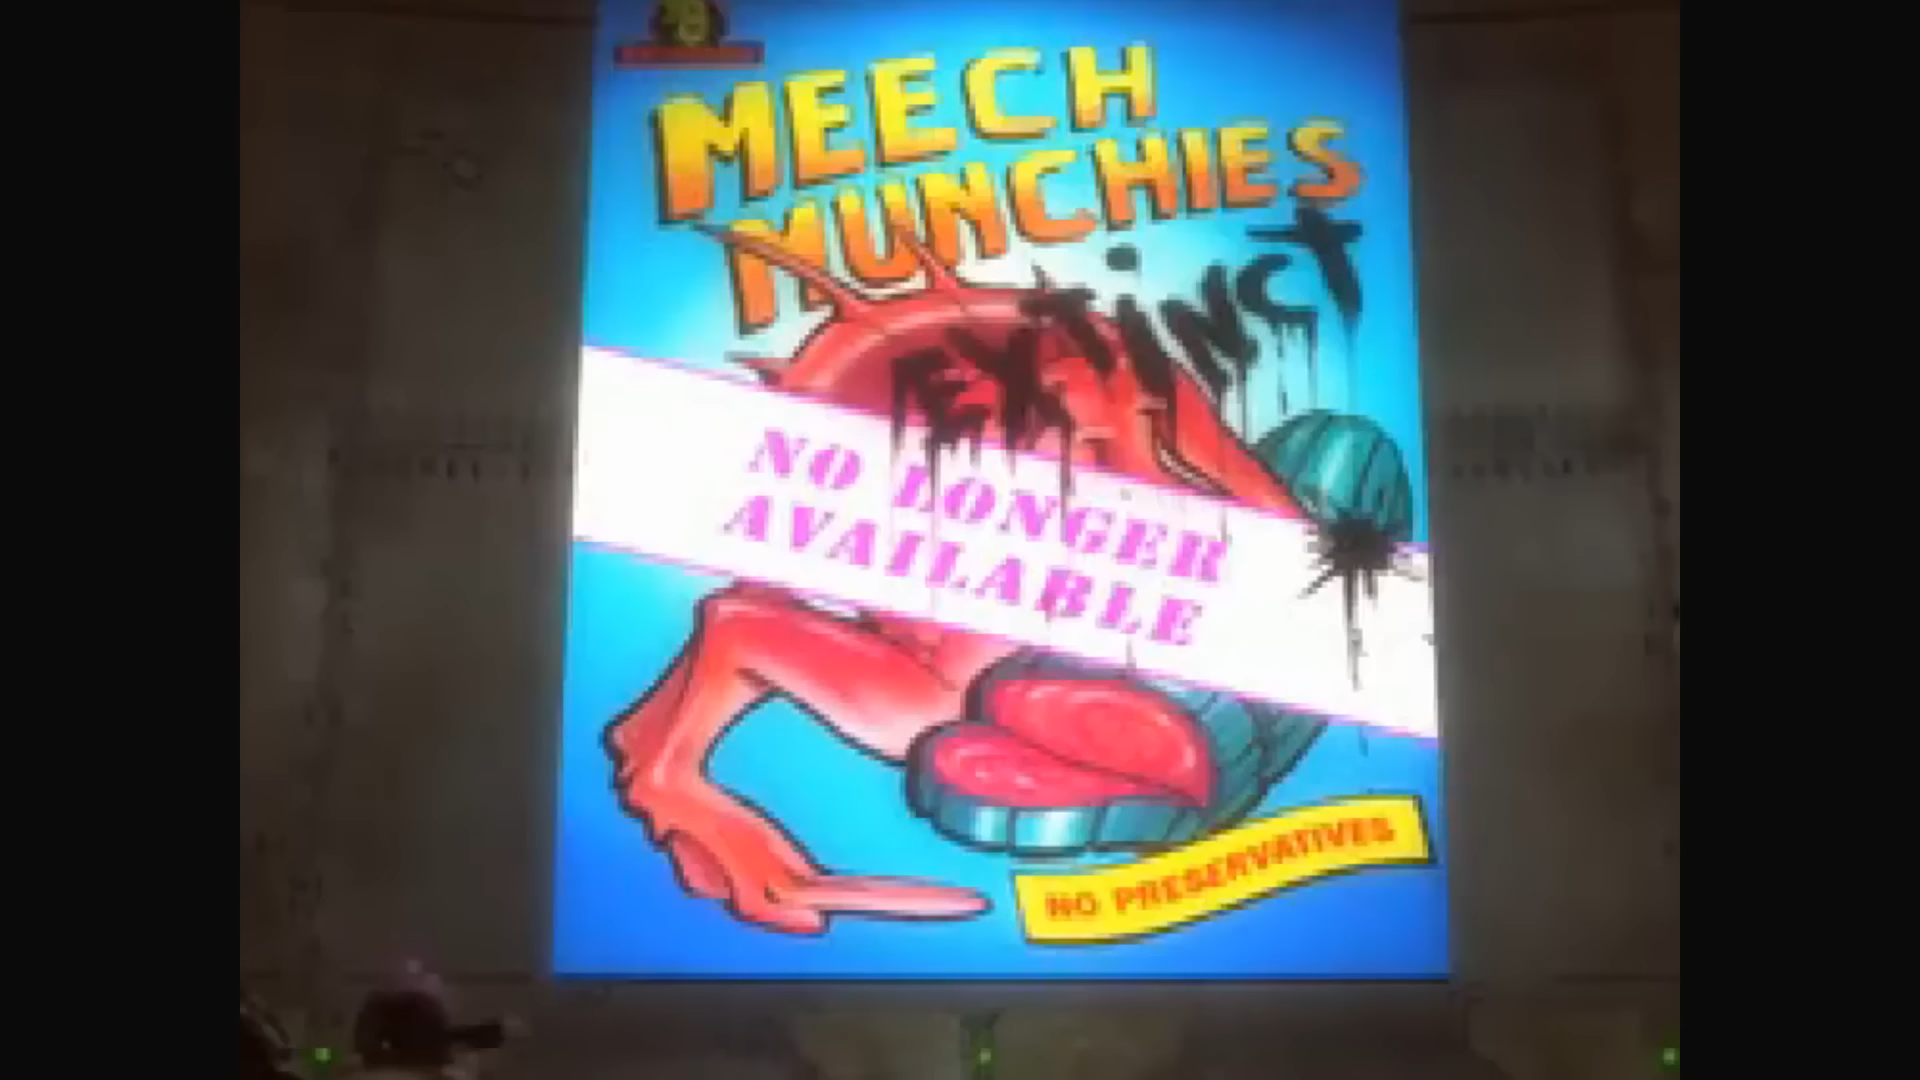 MEECH
MUNCHIES
EXTINCT
NO LONGER
AVAILABLE
NO PRESERVATIVES